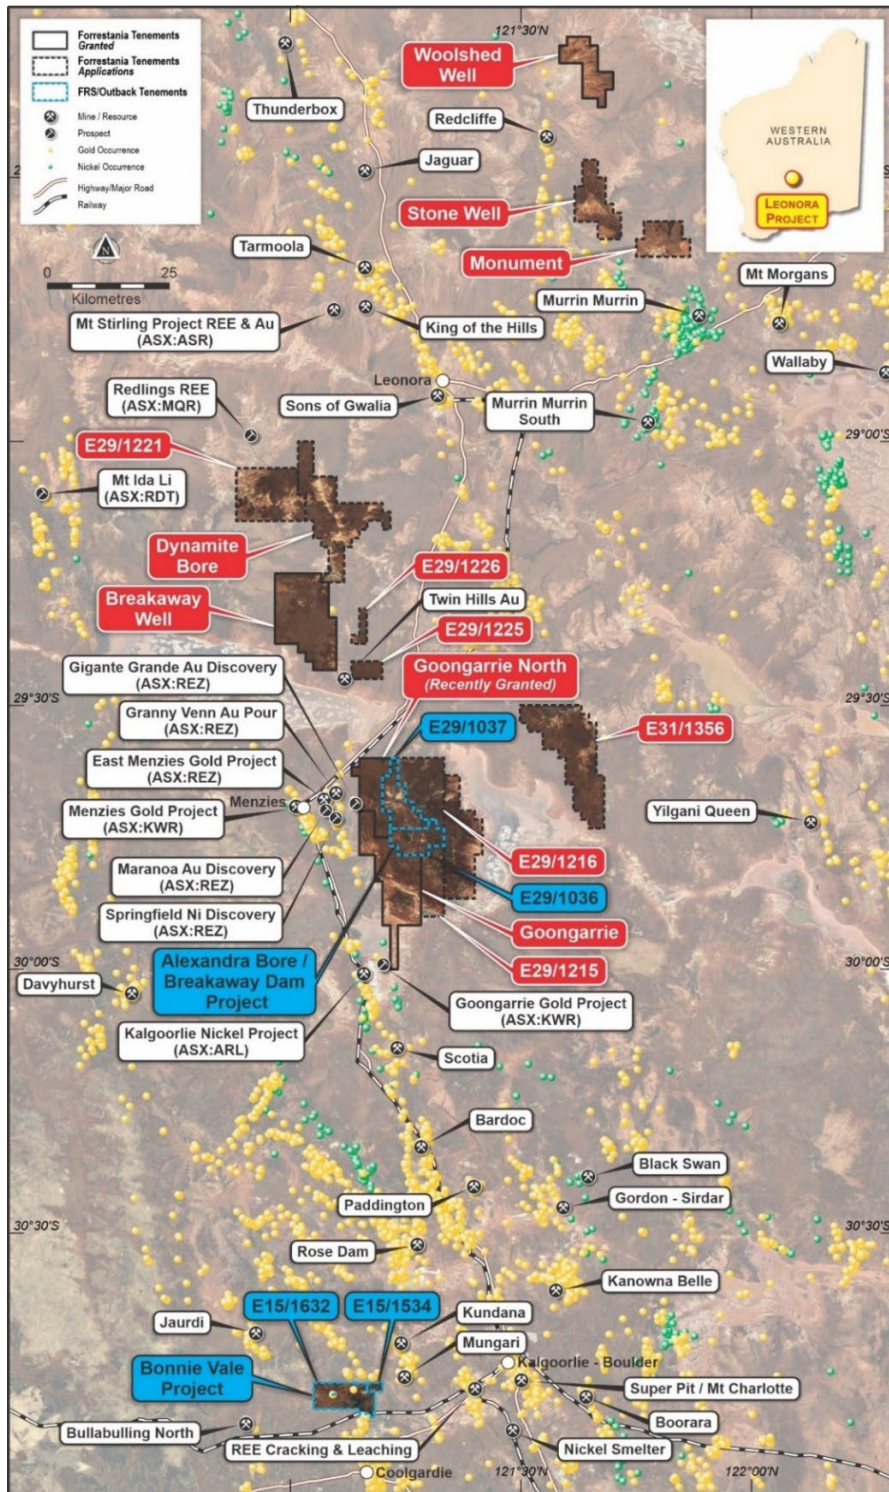 121°30'E
Forrestania Tenements
Granted
Forrestania Tenements
Applications
FRS/Outback Tenements
Mine / Resource
Prospect
Gold Occurrence
Nickel Occurrence
Highway/Major Road
Railway
N
0
25
Kilometres
WESTERN
AUSTRALIA
LEONORA
PROJECT
Woolshed
Well
Thunderbox
Redcliffe
Jaguar
Stone Well
Tarmoola
Monument
Mt Morgans
Murrin Murrin
Mt Stirling Project REE & Au
(ASX:ASR)
King of the Hills
Wallaby
Leonora
Redlings REE
(ASX:MQR)
Sons of Gwalia
Murrin Murrin
South
29°00'S
E29/1221
Mt Ida Li
(ASX:RDT)
Dynamite
Bore
E29/1226
Breakaway
Well
Twin Hills Au
E29/1225
Gigante Grande Au Discovery
(ASX:REZ)
Goongarrie North
(Recently Granted)
29°30'S
29°30'S
Granny Venn Au Pour
(ASX:REZ)
E29/1037
E31/1356
East Menzies Gold Project
(ASX:REZ)
Menzies
Menzies Gold Project
(ASX:KWR)
Yilgani Queen
Maranoa Au Discovery
(ASX:REZ)
E29/1216
E29/1036
Springfield Ni Discovery
(ASX:REZ)
Goongarrie
Alexandra Bore /
Breakaway Dam
Project
E29/1215
30°00'S
30°00'S
Davyhurst
Goongarrie Gold Project
(ASX:KWR)
Kalgoorlie Nickel Project
(ASX:ARL)
Scotia
Bardoc
Black Swan
Paddington
Gordon - Sirdar
30°30'S
30°30'S
Rose Dam
Kanowna Belle
E15/1632
E15/1534
Jaurdi
Kundana
Mungari
Kalgoorlie - Boulder
Bonnie Vale
Project
Super Pit / Mt Charlotte
Boorara
Bullabulling North
REE Cracking & Leaching
Nickel Smelter
Coolgardie
121°30'E
122°00'E